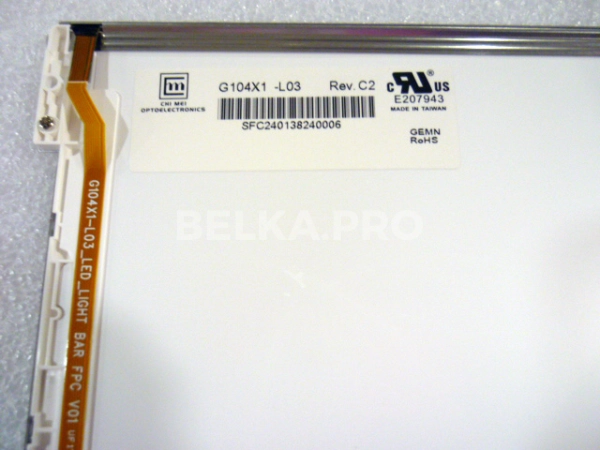 CHI MEI
OPTOELECTRONICS
G104X1 -L03 Rev. C2
SFC240138240006
C RU US
E207943
MADE IN TAIWAN
GEMN
RoHS
BELKA.PRO
G104X1-L03_LED_LIGHT BAR FPC V01